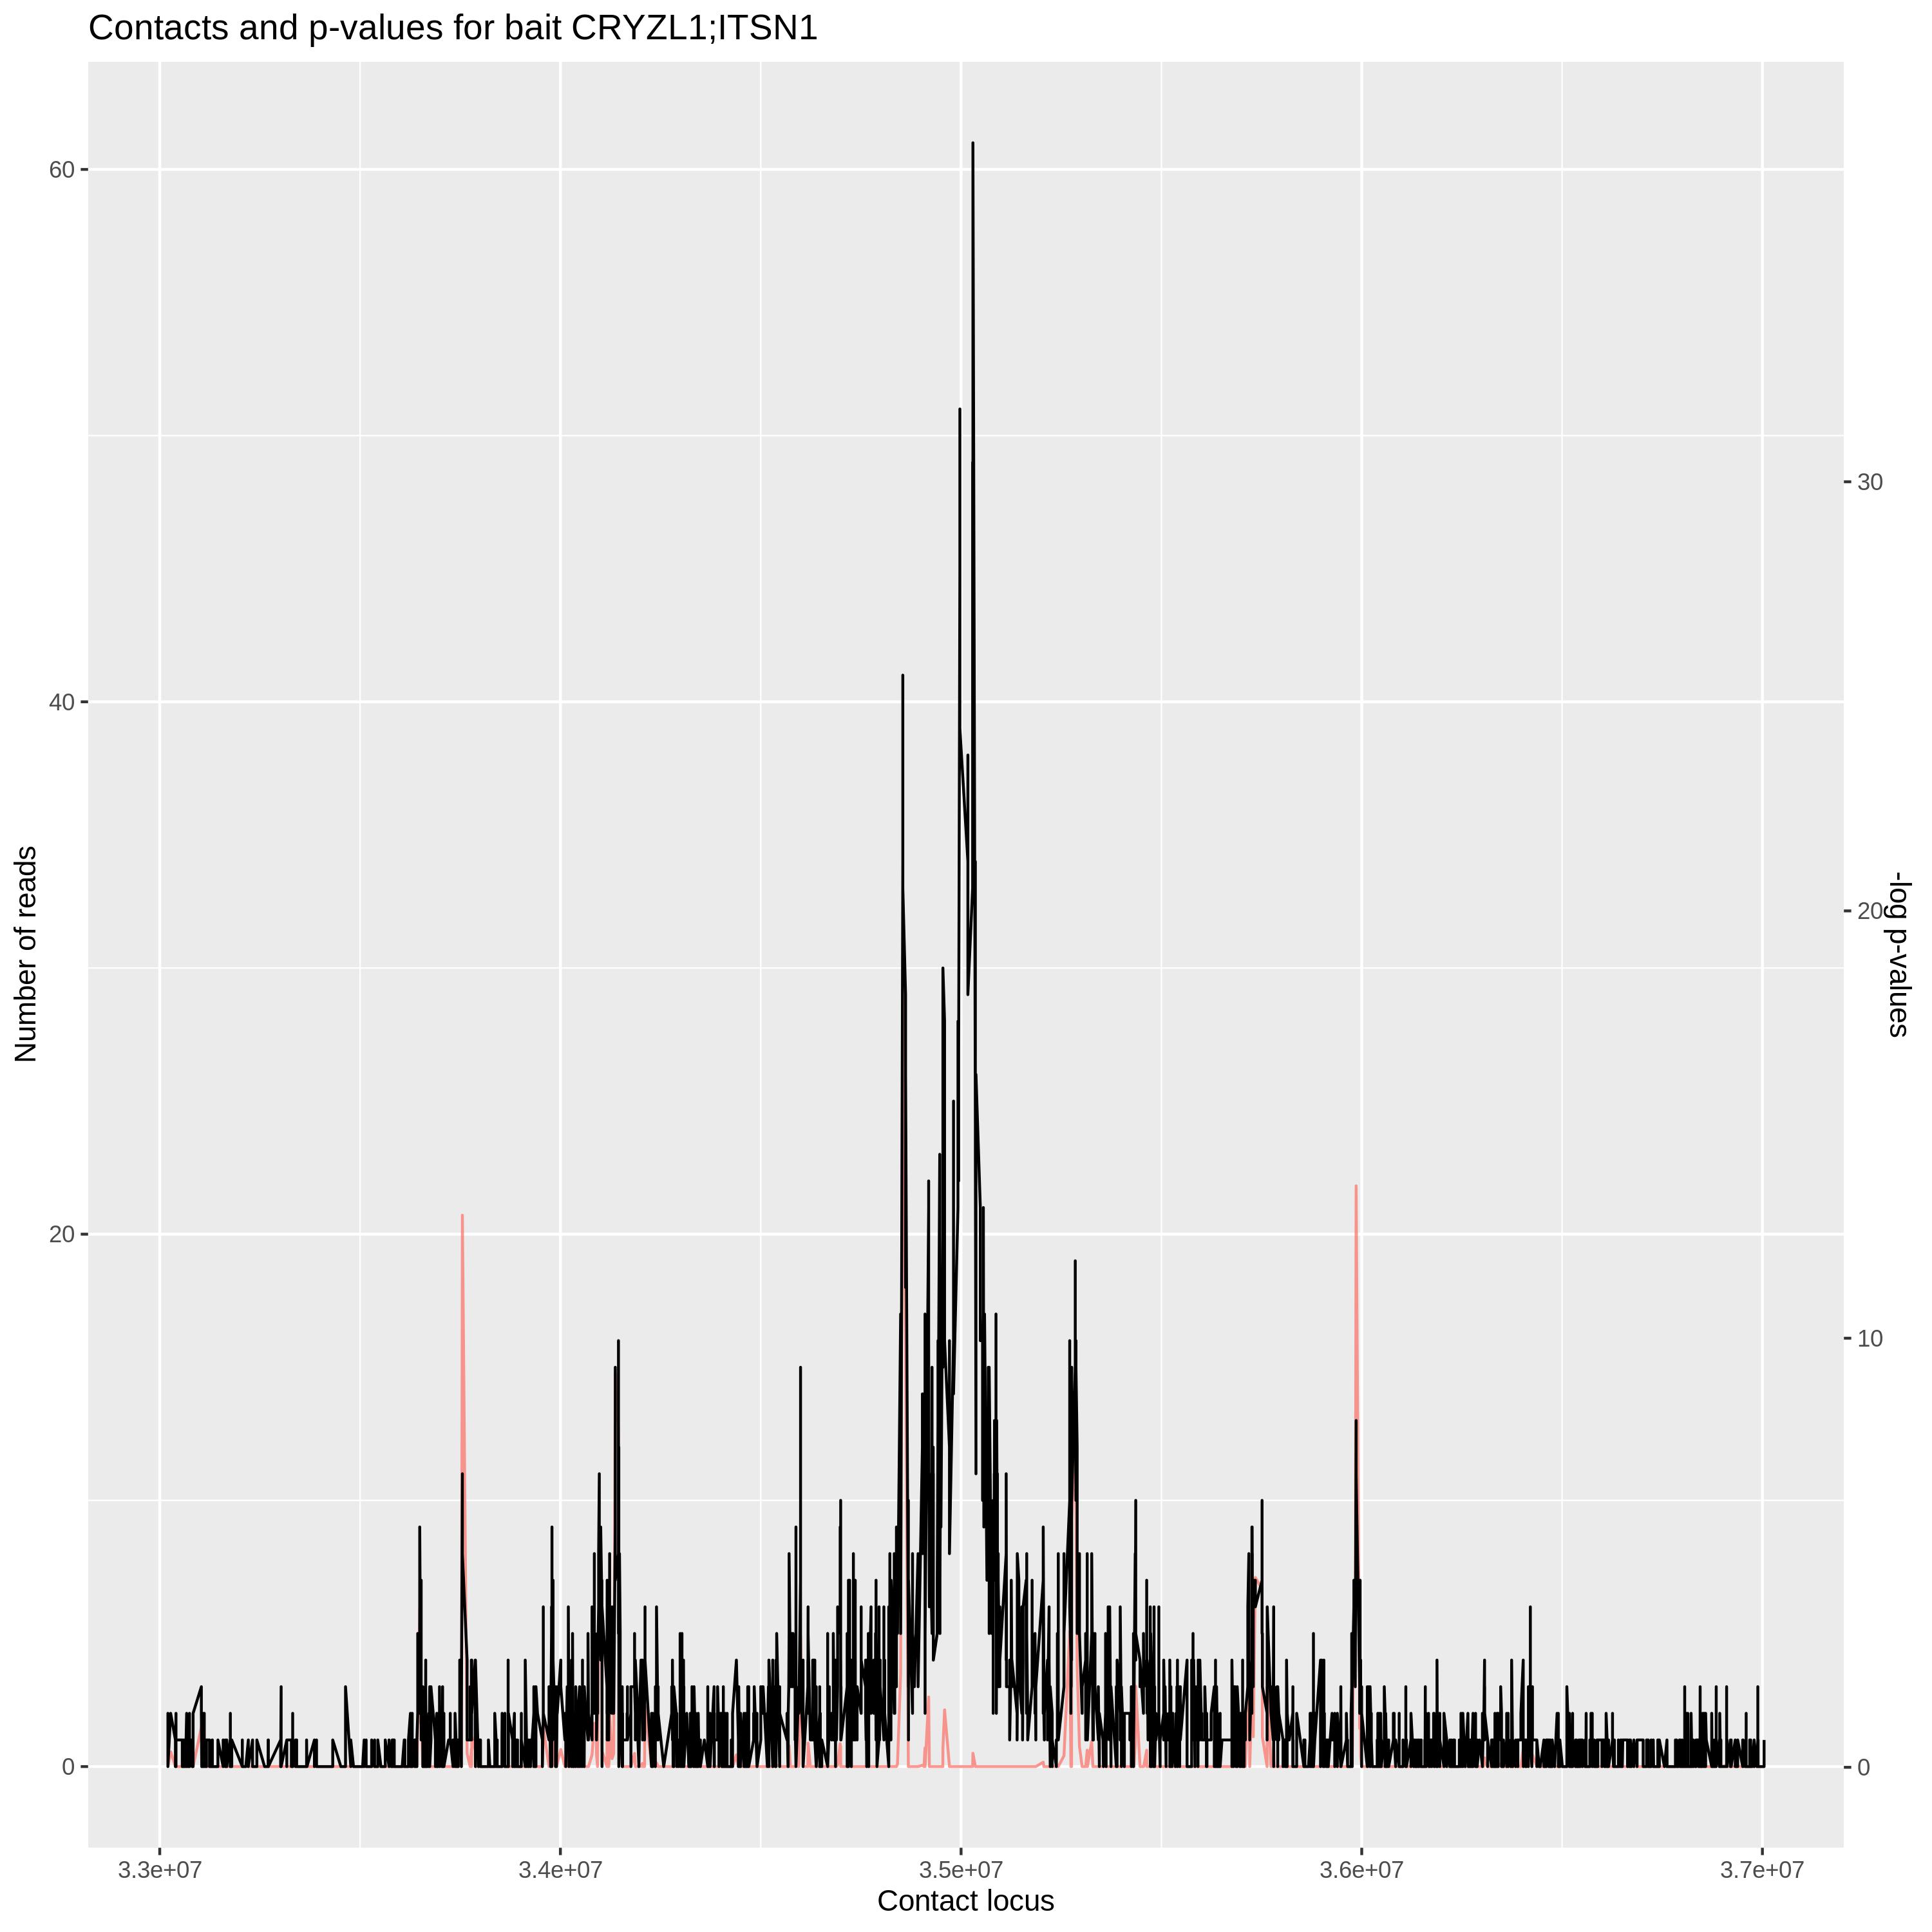 Contacts and p-values for bait CRYZL1;ITSN1
60
40
20
0
Number of reads
30
20
10
0
-log p-values
3.3e+07 3.4e+07 3.5e+07 3.6e+07 3.7e+07
Contact locus